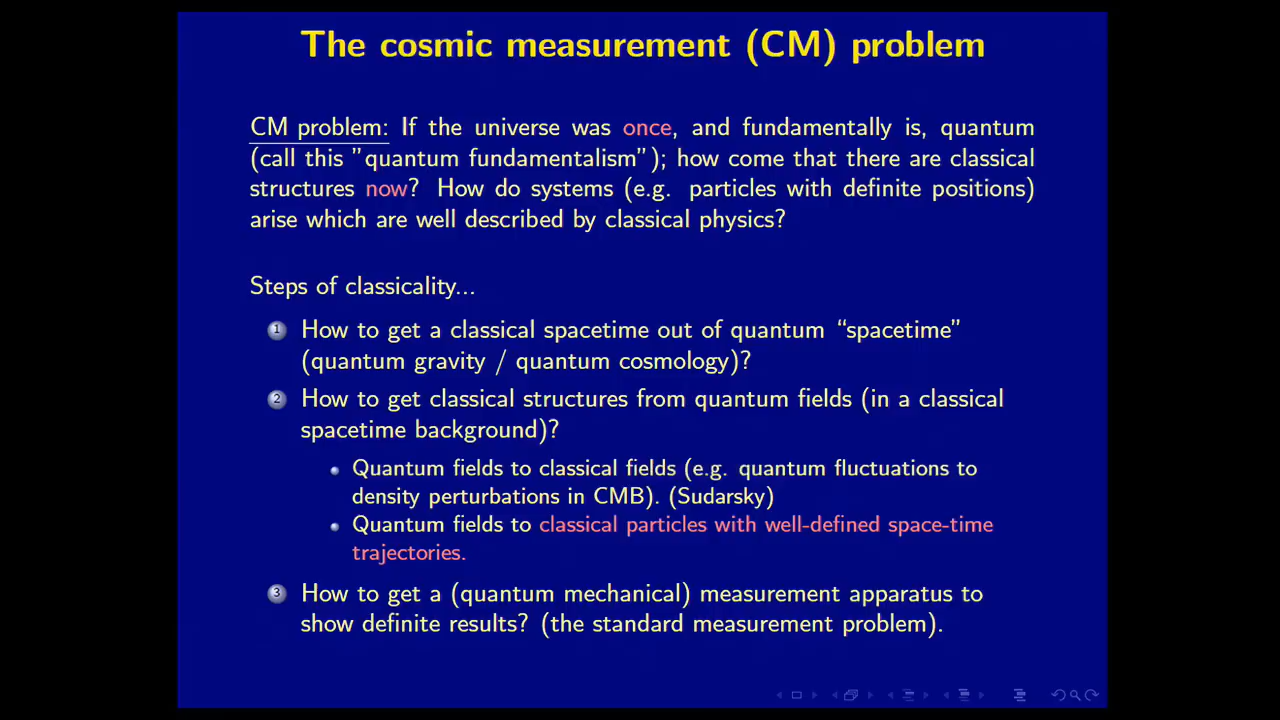 The cosmic measurement (CM) problem
CM problem: If the universe was once, and fundamentally is, quantum
(call this "quantum fundamentalism"); how come that there are classical
structures now? How do systems (e.g. particles with definite positions)
arise which are well described by classical physics?
Steps of classicality...
1 How to get a classical spacetime out of quantum “spacetime”
(quantum gravity / quantum cosmology)?
2 How to get classical structures from quantum fields (in a classical
spacetime background)?
Quantum fields to classical fields (e.g. quantum fluctuations to
density perturbations in CMB). (Sudarsky)
Quantum fields to classical particles with well-defined space-time
trajectories.
3 How to get a (quantum mechanical) measurement apparatus to
show definite results? (the standard measurement problem).